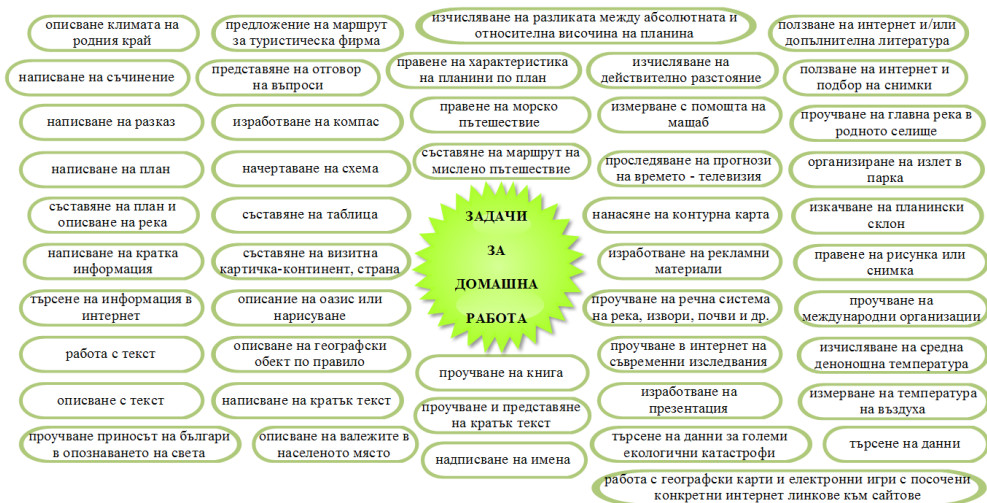 описване климата на
родния край
предложение на маршрут
за туристическа фирма
изчисляване на разликата между абсолютната и
относителна височина на планина
ползване на интернет и/или
допълнителна литература
написване на съчинение
представяне на отговор
на въпроси
правене на характеристика
на планини по план
изчисляване на
действително разстояние
ползване на интернет и
подбор на снимки
написване на разказ
изработване на компас
правене на морско
пътешествие
измерване с помошта на
машаб
проучване на главна река в
родното селище
написване на план
начертаване на схема
съставяне на маршрут на
мислено пътешествие
проследяване на прогнози
на времето - телевизия
организиране на излет в
парка
съставяне на план и
описване на река
съставяне на таблица
ЗАДАЧИ
ЗА
ДОМАШНА
РАБОТА
нанасяне на контурна карта
изкачване на планински
склон
написване на кратка
информация
съставяне на визитна
картичка-континент, страна
изработване на рекламни
материали
правене на рисунка или
снимка
търсене на информация в
интернет
описание на оазис или
нарисуване
проучване на речна система
на река, извори, почви и др.
проучване на
международни организации
работа с текст
описване на географски
обект по правило
проучване на книга
проучване в интернет на
съвременни изследвания
изчисляване на средна
денонощна температура
описване с текст
написване на кратък текст
проучване и представяне
на кратък текст
изработване на
презентация
измерване на температура
на въздуха
проучване приносът на българи
в опознаването на света
описване на валежите в
населеното място
надписване на имена
търсене на данни за големи
екологични катастрофи
търсене на данни
работа с географски карти и електронни игри с посочени
конкретни интернет линкове към сайтове